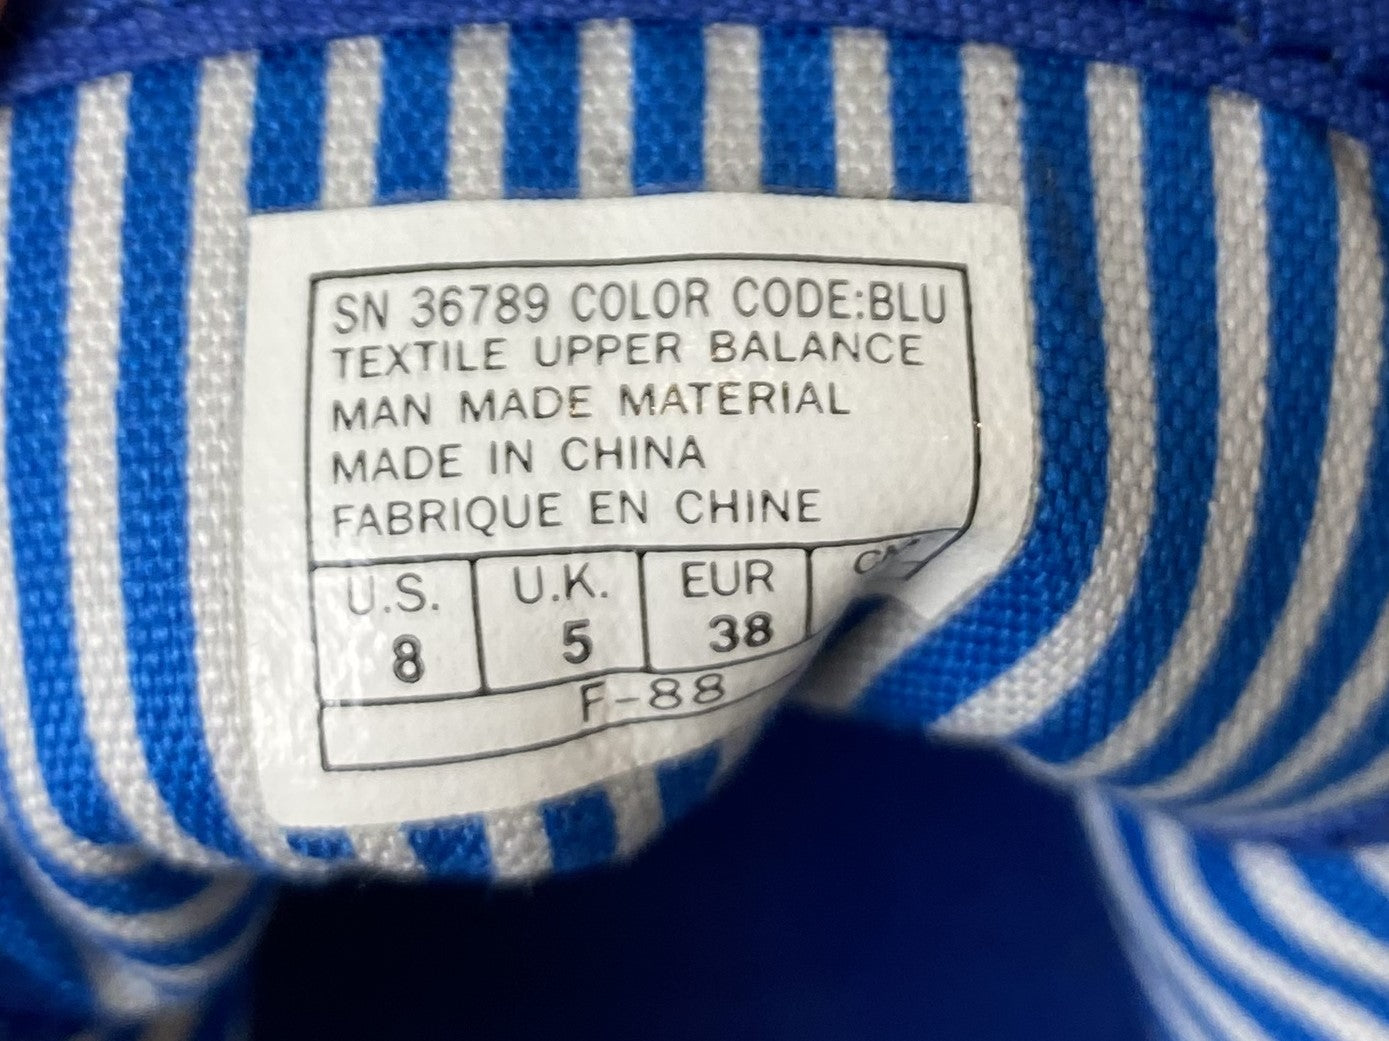 SN 36789 COLOR CODE:BLU
TEXTILE UPPER BALANCE
MAN MADE MATERIAL
MADE IN CHINA
FABRIQUE EN CHINE
U.S. U.K. EUR
8 5 38
F-88